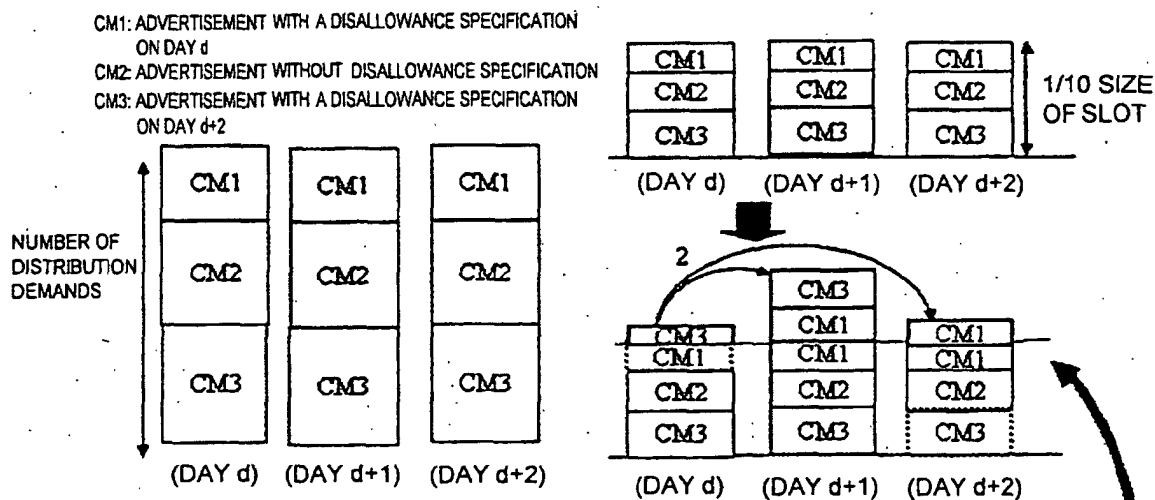 CM1: ADVERTISEMENT WITH A DISALLOWANCE SPECIFICATION
ON DAY d
CM2: ADVERTISEMENT WITHOUT DISALLOWANCE SPECIFICATION
CM3: ADVERTISEMENT WITH A DISALLOWANCE SPECIFICATION
ON DAY d+2
NUMBER OF
DISTRIBUTION
DEMANDS
CM1 CM1 CM1
CM2 CM2 CM2
CM3 CM3 CM3
(DAY d) (DAY d+1) (DAY d+2)
CM1 CM1 CM1
CM2 CM2 CM2
CM3 CM3 CM3
1/10 SIZE
OF SLOT
(DAY d) (DAY d+1) (DAY d+2)
2
CM3
CM3 CM1 CM1
CM1 CM1 CM1
CM2 CM2 CM2
CM3 CM3 CM3
(DAY d) (DAY d+1) (DAY d+2)